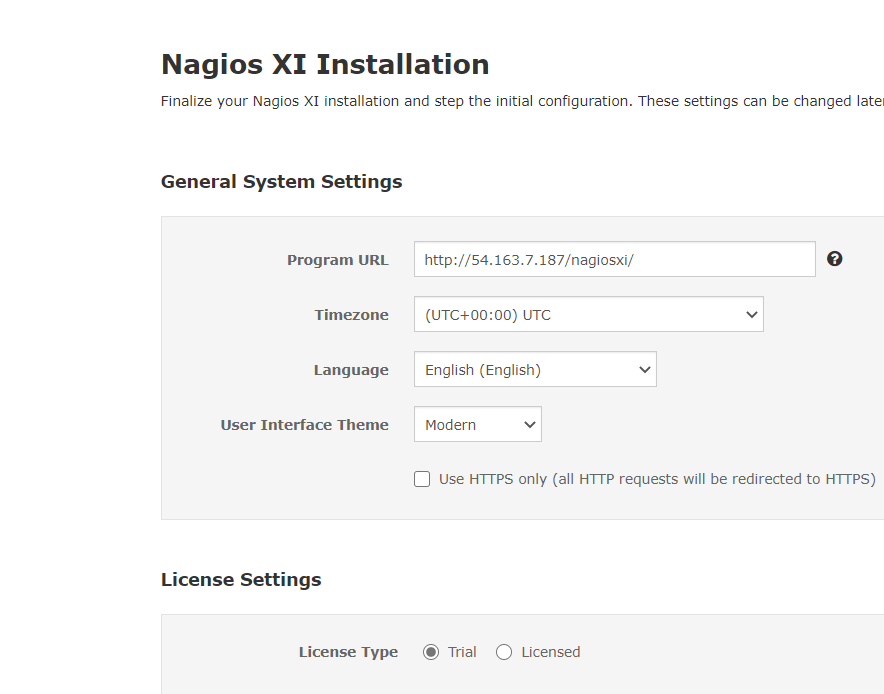 Nagios XI Installation
Finalize your Nagios XI installation and step the initial configuration. These settings can be changed later
General System Settings
Program URL http://54.163.7.187/nagiosxi/
Timezone (UTC+00:00) UTC
Language English (English)
User Interface Theme Modern
Use HTTPS only (all HTTP requests will be redirected to HTTPS)
License Settings
License Type Trial Licensed